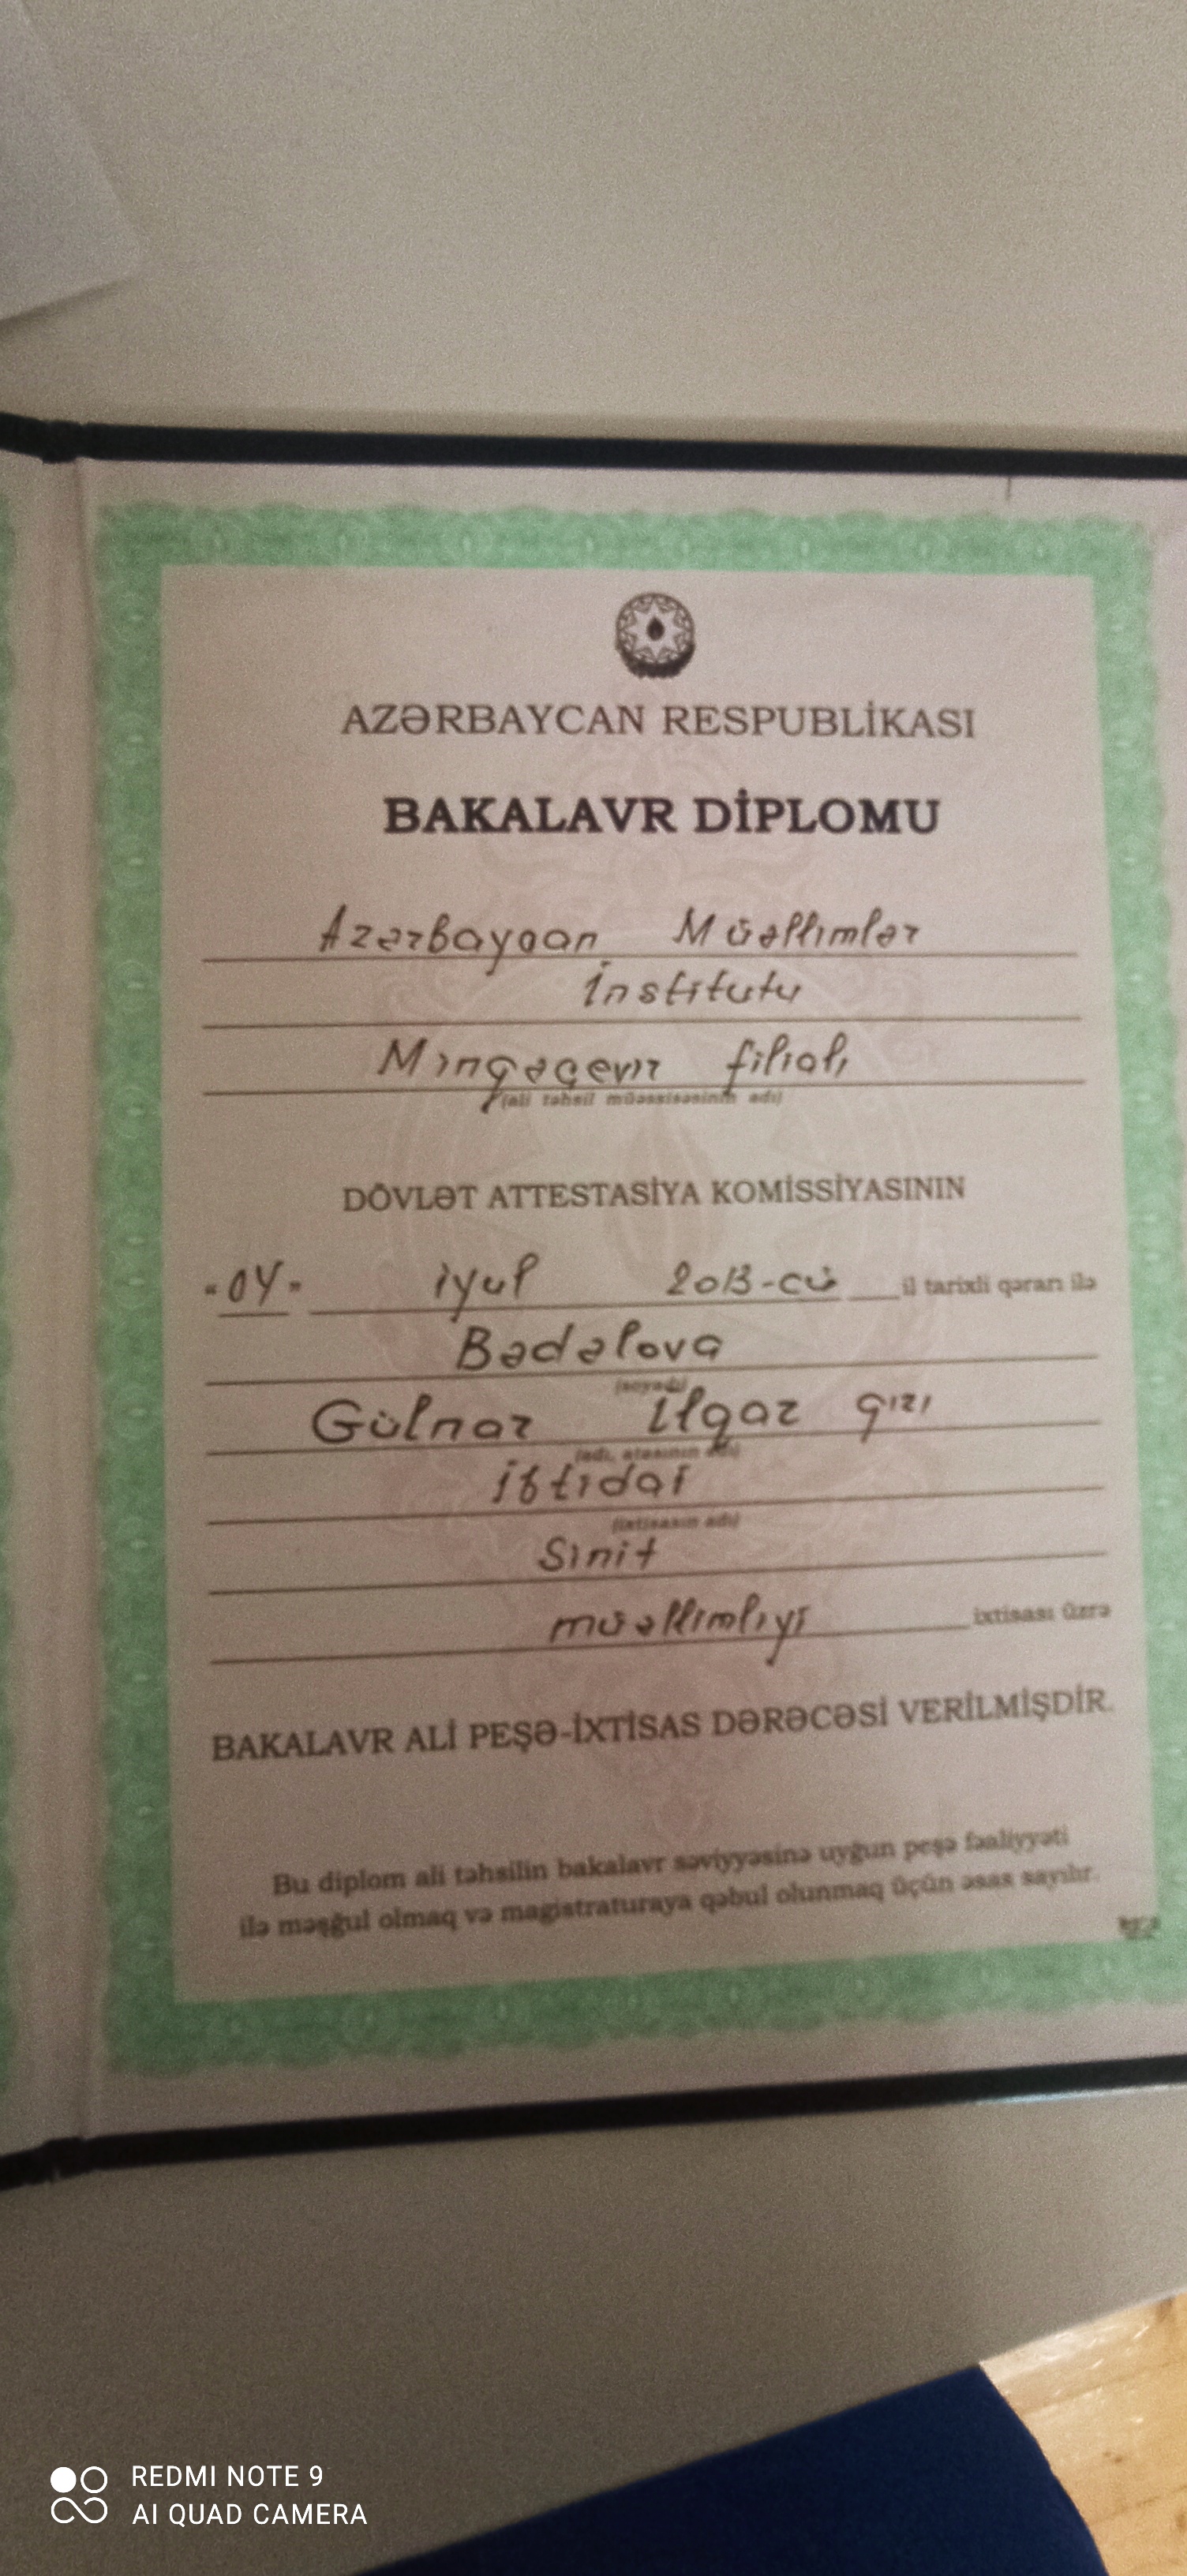 AZƏRBAYCAN RESPUBLİKASI
BAKALAVR DİPLOMU
Azərbaycan Müəllimlər
İnstitutu
Mingəçevir filialı
(ali təhsil müəssisəsinin adı)
DÖVLƏT ATTESTASİYA KOMİSSİYASININ
"04" iyul 2013-cü il tarixli qərarı ilə
Bədəlova
(soyadı)
Gülnar İlqar qızı
(adı, atasının adı)
İbtidai
(ixtisasın adı)
Sinif
müəllimliyi ixtisası üzrə
BAKALAVR ALİ PEŞƏ-İXTİSAS DƏRƏCƏSİ VERİLMİŞDİR.
Bu diplom ali təhsilin bakalavr səviyyəsinə uyğun peşə fəaliyyəti
ilə məşğul olmaq və magistraturaya qəbul olunmaq üçün əsas sayılır.
REDMI NOTE 9
AI QUAD CAMERA